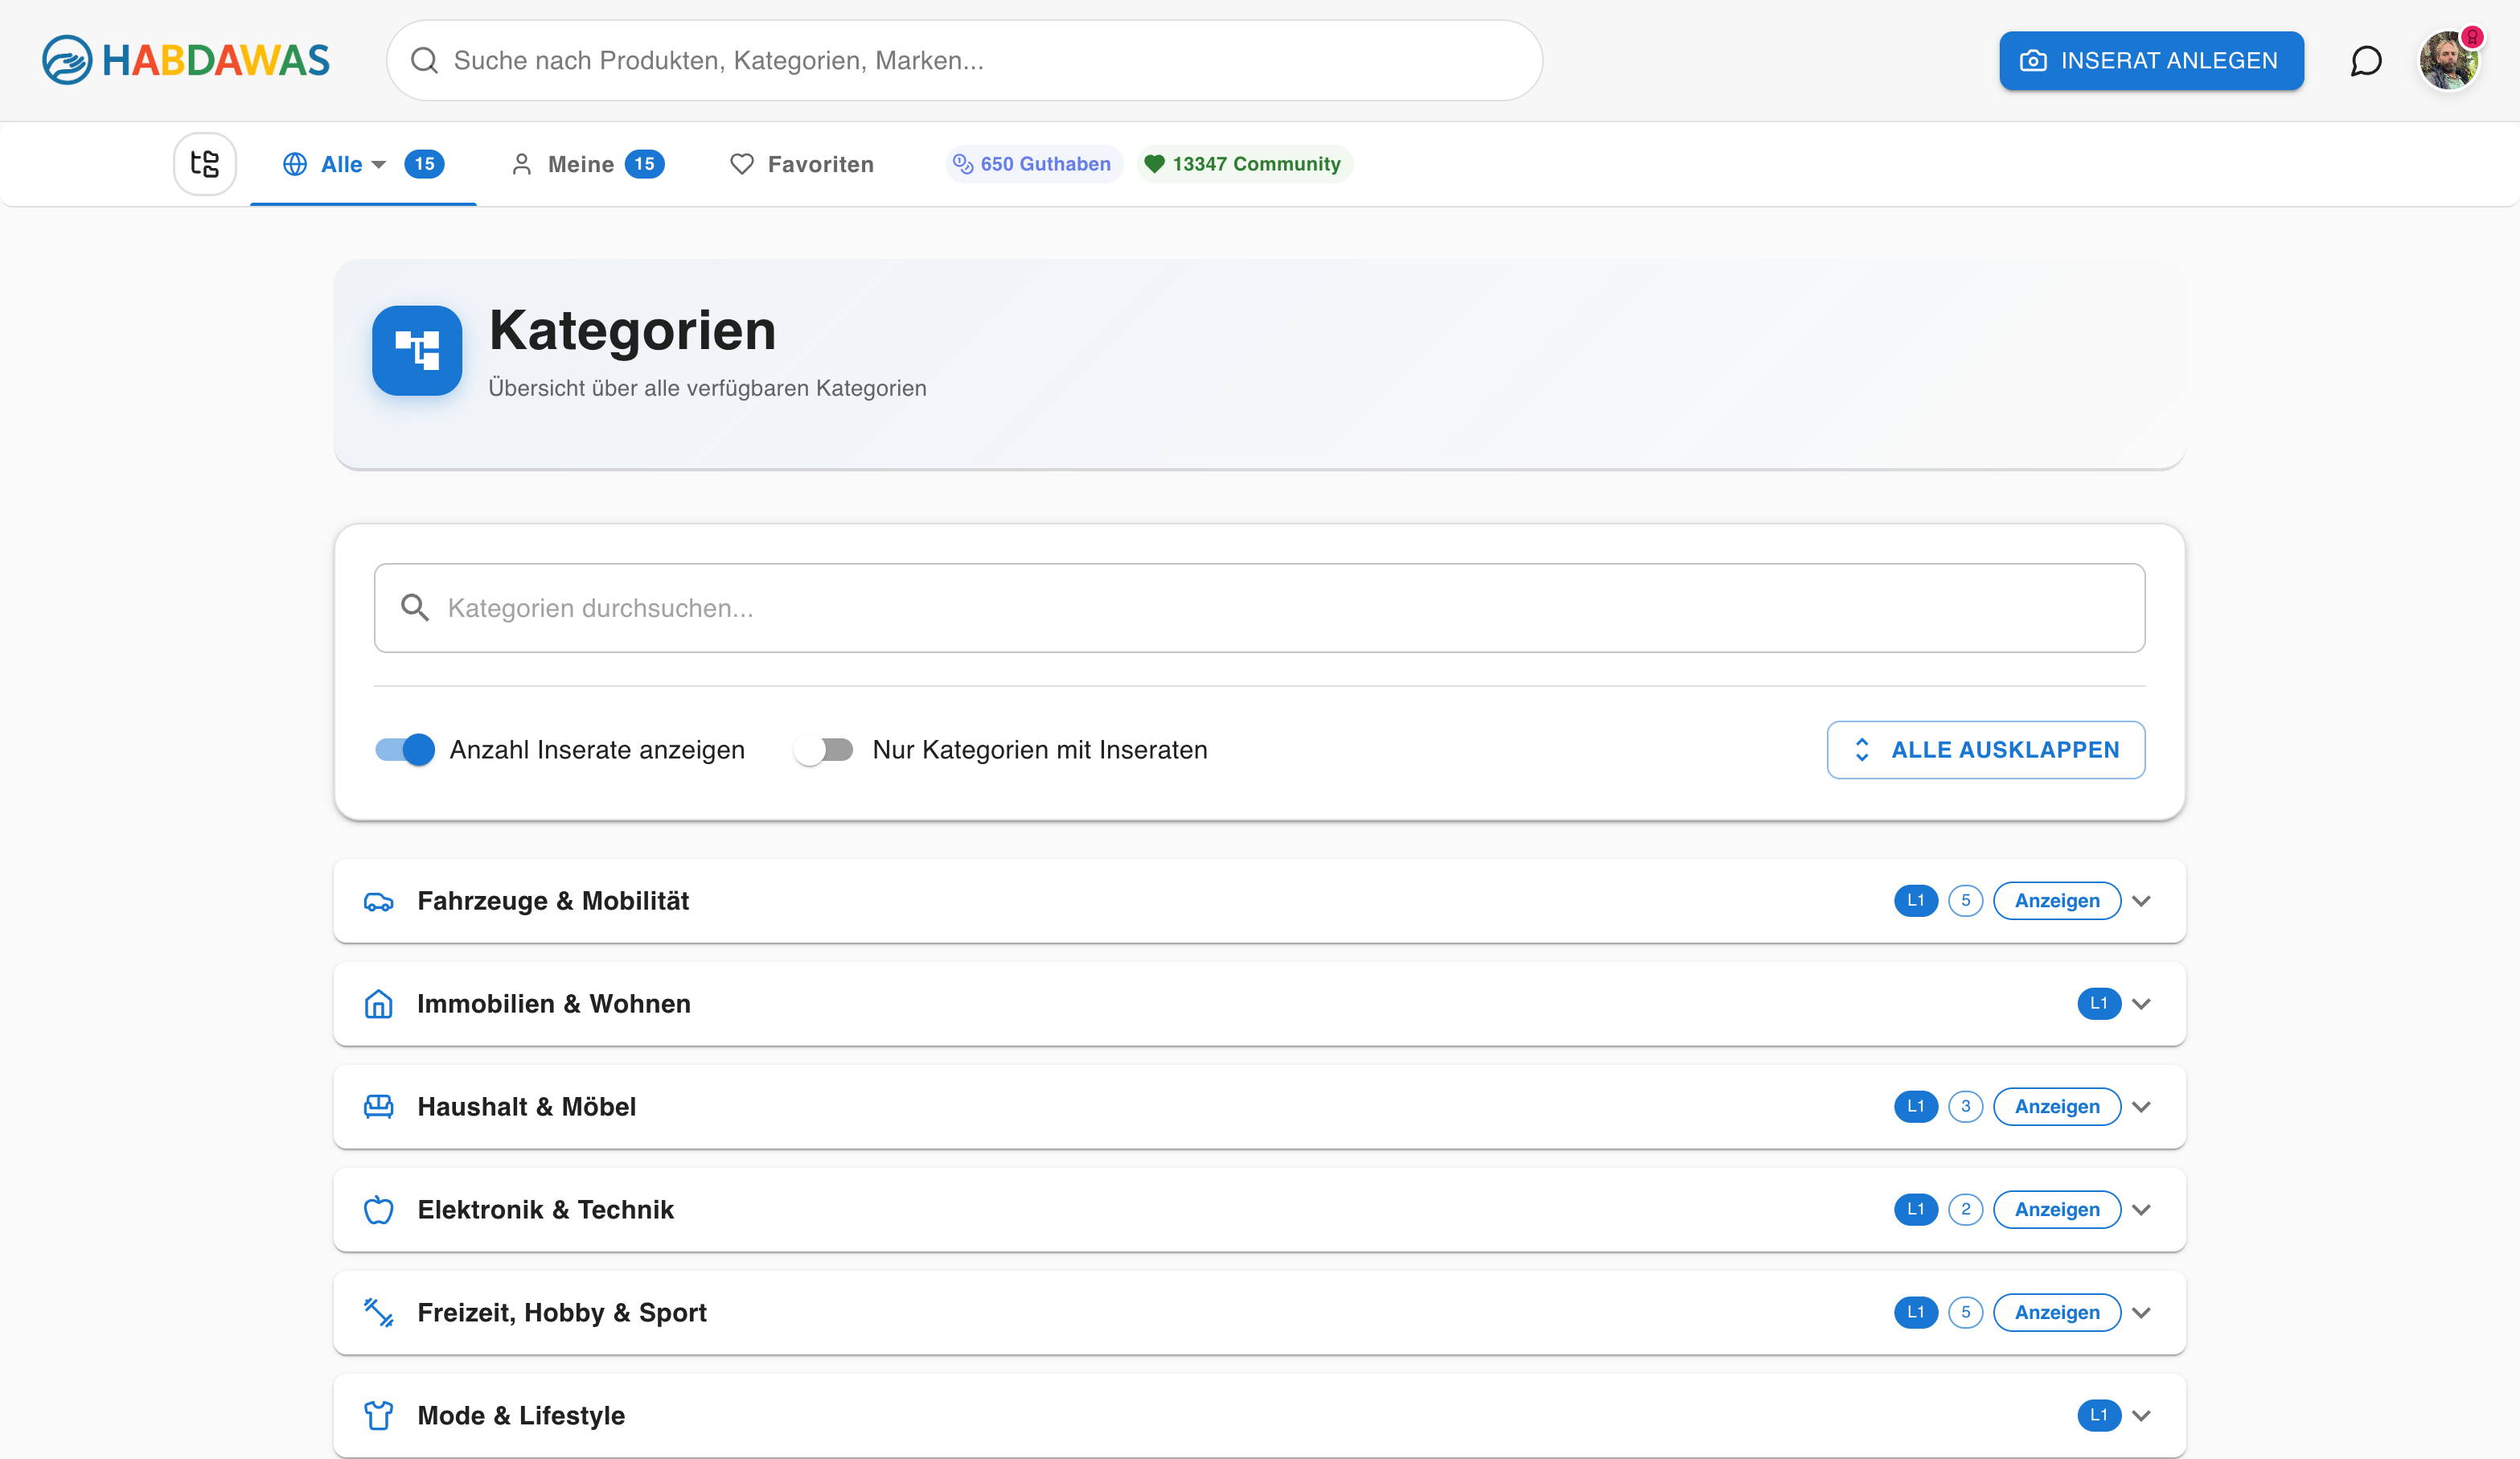 HABDAWAS
Suche nach Produkten, Kategorien, Marken...
INSERAT ANLEGEN
Alle 15
Meine 15
Favoriten
650 Guthaben
13347 Community
Kategorien
Übersicht über alle verfügbaren Kategorien
Kategorien durchsuchen...
Anzahl Inserate anzeigen
Nur Kategorien mit Inseraten
ALLE AUSKLAPPEN
Fahrzeuge & Mobilität L1 5 Anzeigen
Immobilien & Wohnen L1
Haushalt & Möbel L1 3 Anzeigen
Elektronik & Technik L1 2 Anzeigen
Freizeit, Hobby & Sport L1 5 Anzeigen
Mode & Lifestyle L1